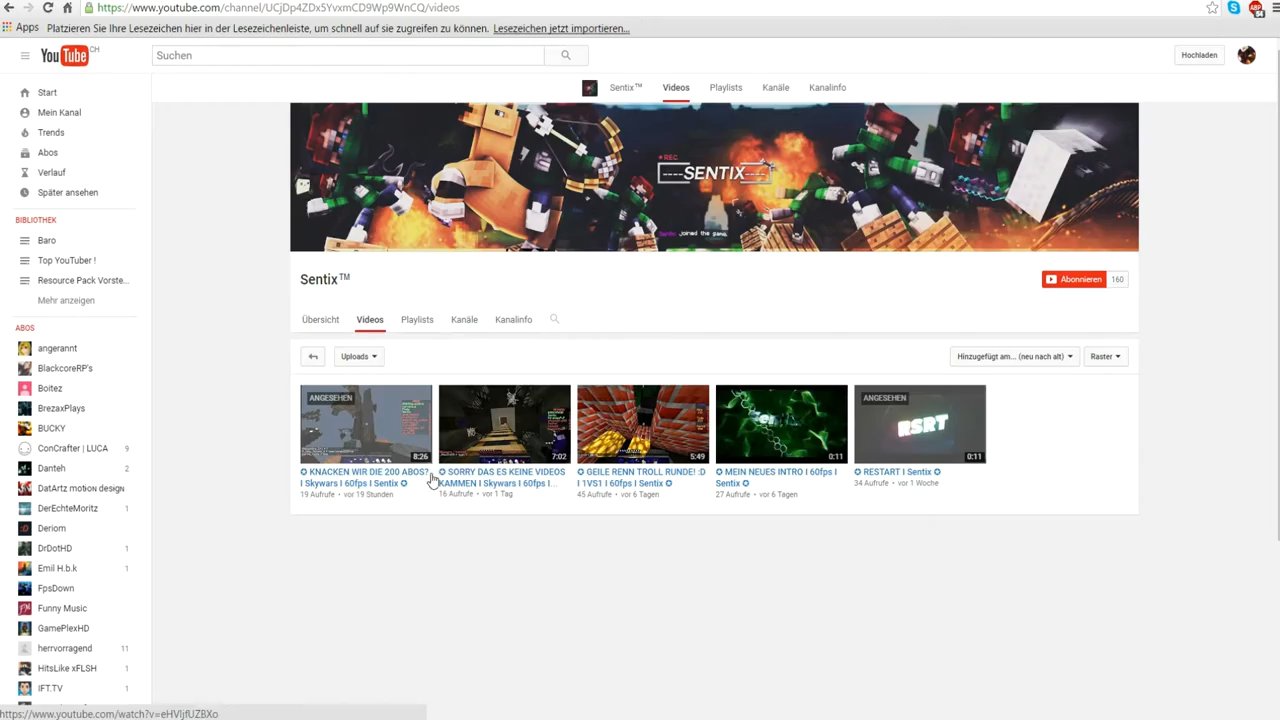 https://www.youtube.com/channel/UCjDp4ZDx5YvxmCD9Wp9WnCQ/videos
Apps Platzieren Sie Ihre Lesezeichen hier in der Lesezeichenleiste, um schnell auf sie zugreifen zu können. Lesezeichen jetzt importieren...
ABP
94
YouTube CH
Suchen
Hochladen
Sentix™ Videos Playlists Kanäle Kanalinfo
Start
Mein Kanal
Trends
Abos
Verlauf
Später ansehen
BIBLIOTHEK
Baro
Top YouTuber !
Resource Pack Vorste...
Mehr anzeigen
ABOS
angerannt
BlackcoreRP's
Boitez
BrezaxPlays
BUCKY
ConCrafter | LUCA 9
Danteh 2
DatArtz motion design
DerEchteMoritz 1
Deriom
DrDotHD 1
Emil H.b.k 1
FpsDown
Funny Music
GamePlexHD
herrvorragend 11
HitsLike xFLSH 1
IFT.TV 1
REC
----SENTIX----
joined the game.
Sentix™
Abonnieren 160
Übersicht Videos Playlists Kanäle Kanalinfo
Uploads
Hinzugefügt am... (neu nach alt)
Raster
ANGESEHEN
8:26
✪ KNACKEN WIR DIE 200 ABOS?
I Skywars I 60fps I Sentix ✪
19 Aufrufe • vor 19 Stunden
7:02
✪ SORRY DAS ES KEINE VIDEOS
KAMMEN I Skywars I 60fps I...
16 Aufrufe • vor 1 Tag
5:49
✪ GEILE RENN TROLL RUNDE! :D
I 1VS1 I 60fps I Sentix ✪
45 Aufrufe • vor 6 Tagen
0:11
✪ MEIN NEUES INTRO I 60fps I
Sentix ✪
27 Aufrufe • vor 6 Tagen
ANGESEHEN
RSRT
0:11
✪ RESTART I Sentix ✪
34 Aufrufe • vor 1 Woche
https://www.youtube.com/watch?v=eHVljfUZBXo